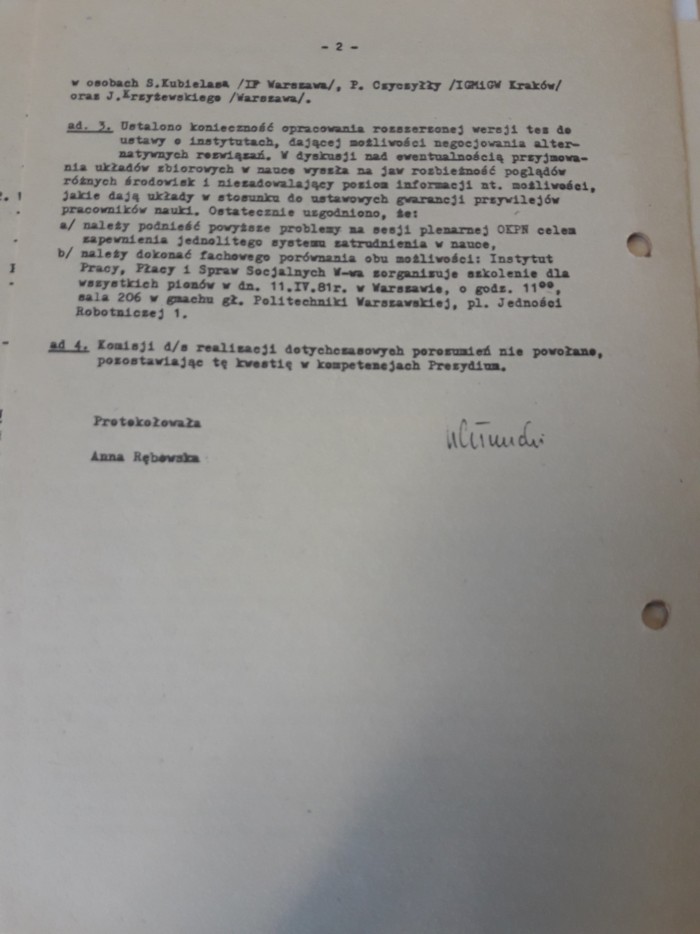 - 2 -
w osobach S.Kubielasa /IF Warszawa/, P. Czyczyłły /IGMiGW Kraków/
oraz J.Krzyżewskiego /Warszawa/.
ad. 3. Ustalono konieczność opracowania rozszerzonej wersji tez do
ustawy o instytutach, dającej możliwości negocjowania alter-
natywnych rozwiązań. W dyskusji nad ewentualnością przyjmowa-
nia układów zbiorowych w nauce wyszła na jaw rozbieżność poglądów
różnych środowisk i niezadowalający poziom informacji nt. możliwości,
jakie dają układy w stosunku do ustawowych gwarancji przywilejów
pracowników nauki. Ostatecznie uzgodniono, że:
a/ należy podnieść powyższe problemy na sesji plenarnej OKPN celem
zapewnienia jednolitego systemu zatrudnienia w nauce,
b/ należy dokonać fachowego porównania obu możliwości: Instytut
Pracy, Płacy i Spraw Socjalnych W-wa zorganizuje szkolenie dla
wszystkich pionów w dn. 11.IV.81r. w Warszawie, o godz. 11⁰⁰,
sala 206 w gmachu gł. Politechniki Warszawskiej, pl. Jedności
Robotniczej 1.
ad 4. Komisji d/s realizacji dotychczasowych porozumień nie powołano,
pozostawiając tę kwestię w kompetencjach Prezydium.
Protokołowała
Anna Rębowska